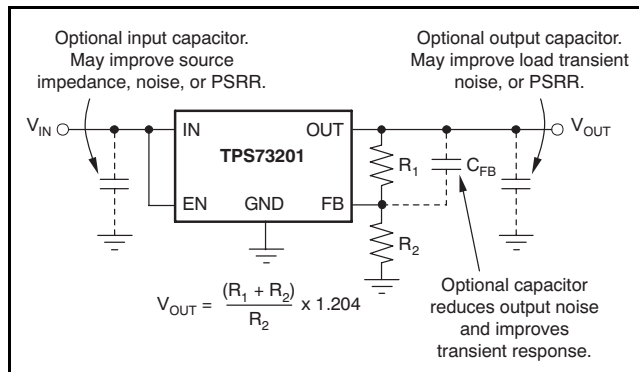 Optional input capacitor.
May improve source
impedance, noise, or PSRR.
Optional output capacitor.
May improve load transient
noise, or PSRR.
V_IN
IN
OUT
V_OUT
TPS73201
R_1
C_FB
EN
GND
FB
R_2
V_OUT = (R_1 + R_2) / R_2 x 1.204
Optional capacitor
reduces output noise
and improves
transient response.